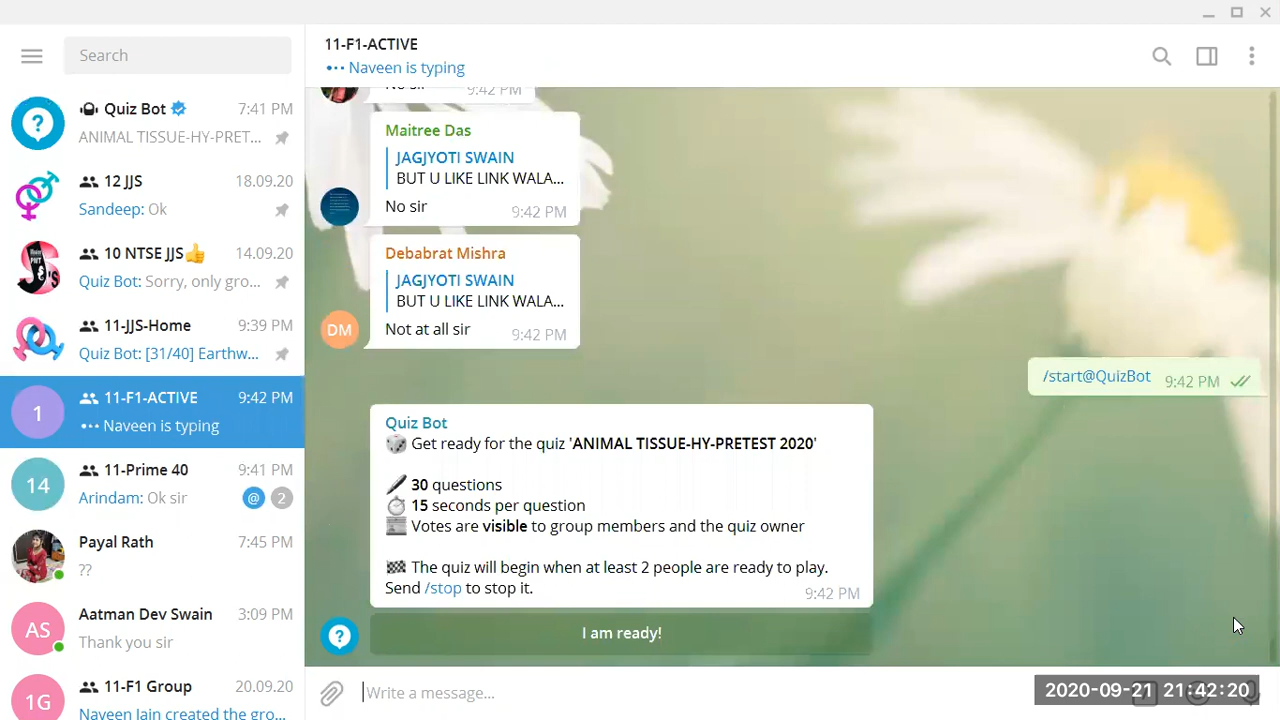 Search
Quiz Bot 7:41 PM
ANIMAL TISSUE-HY-PRET...
12 JJS 18.09.20
Sandeep: Ok
10 NTSE JJS👍 14.09.20
Quiz Bot: Sorry, only gro...
11-JJS-Home 9:39 PM
Quiz Bot: [31/40] Earthw...
1
11-F1-ACTIVE 9:42 PM
••• Naveen is typing
14
11-Prime 40 9:41 PM
Arindam: Ok sir @ 2
Payal Rath 7:45 PM
??
AS
Aatman Dev Swain 3:09 PM
Thank you sir
1G
11-F1 Group 20.09.20
Naveen Jain created the gro...
11-F1-ACTIVE
••• Naveen is typing
No sir 9:42 PM
Maitree Das
JAGJYOTI SWAIN
BUT U LIKE LINK WALA...
No sir 9:42 PM
Debabrat Mishra
JAGJYOTI SWAIN
BUT U LIKE LINK WALA...
Not at all sir 9:42 PM
DM
/start@QuizBot 9:42 PM
Quiz Bot
🎲 Get ready for the quiz 'ANIMAL TISSUE-HY-PRETEST 2020'
🖊 30 questions
⏱ 15 seconds per question
📰 Votes are visible to group members and the quiz owner
🏁 The quiz will begin when at least 2 people are ready to play.
Send /stop to stop it. 9:42 PM
I am ready!
Write a message...
2020-09-21 21:42:20